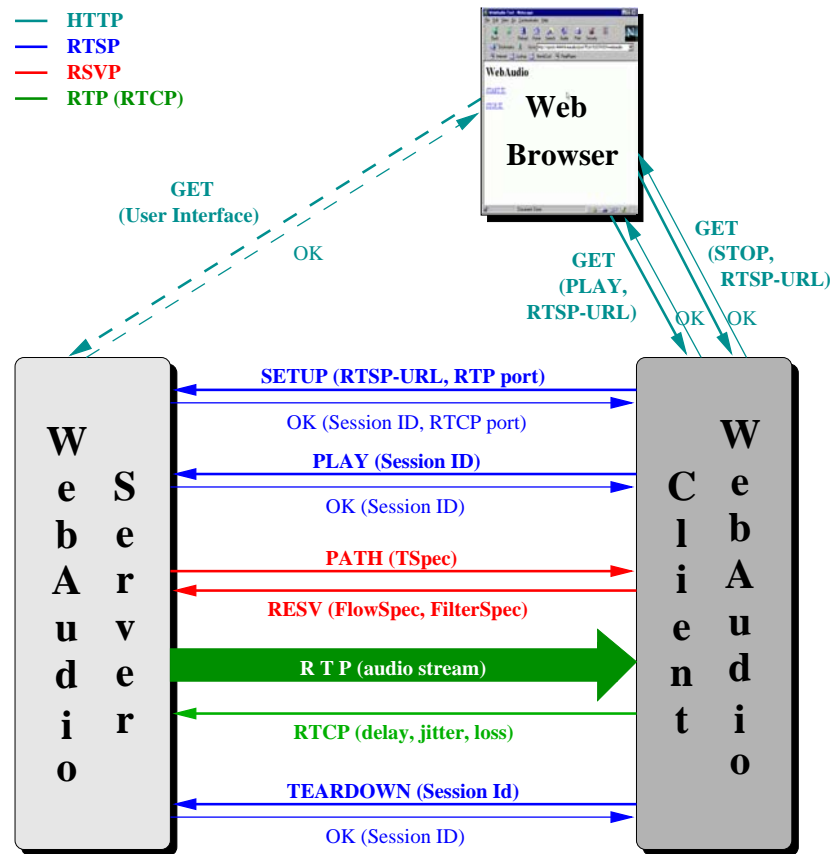 HTTP
RTSP
RSVP
RTP (RTCP)
WebAudio
Web
Browser
GET
(User Interface)
OK
GET
(PLAY,
RTSP-URL)
OK
GET
(STOP,
RTSP-URL)
OK
WebAudio
Server
SETUP (RTSP-URL, RTP port)
OK (Session ID, RTCP port)
PLAY (Session ID)
OK (Session ID)
PATH (TSpec)
RESV (FlowSpec, FilterSpec)
R T P (audio stream)
RTCP (delay, jitter, loss)
TEARDOWN (Session Id)
OK (Session ID)
Client
WebAudio